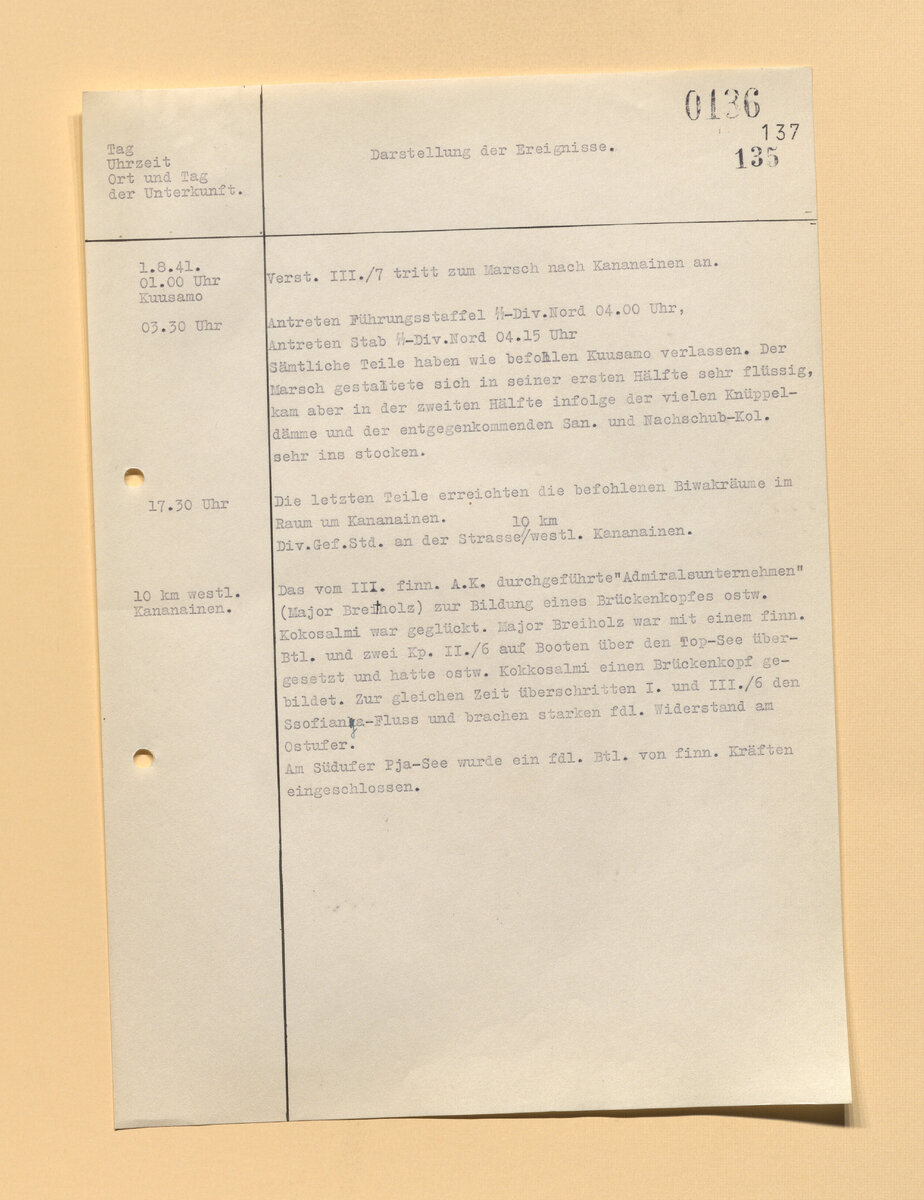 0136
137
135
Tag
Uhrzeit
Ort und Tag
der Unterkunft.
Darstellung der Ereignisse.
1.8.41.
01.00 Uhr
Kuusamo
Verst. III./7 tritt zum Marsch nach Kananainen an.
03.30 Uhr
Antreten Führungsstaffel ᛋᛋ-Div.Nord 04.00 Uhr,
Antreten Stab ᛋᛋ-Div.Nord 04.15 Uhr
Sämtliche Teile haben wie befohlen Kuusamo verlassen. Der
Marsch gestaltete sich in seiner ersten Hälfte sehr flüssig,
kam aber in der zweiten Hälfte infolge der vielen Knüppel-
dämme und der entgegenkommenden San. und Nachschub-Kol.
sehr ins stocken.
17.30 Uhr
Die letzten Teile erreichten die befohlenen Biwakräume im
Raum um Kananainen.
10 km
Div.Gef.Std. an der Strasse/westl. Kananainen.
10 km westl.
Kananainen.
Das vom III. finn. A.K. durchgeführte"Admiralsunternehmen"
(Major Breitholz) zur Bildung eines Brückenkopfes ostw.
Kokosalmi war geglückt. Major Breiholz war mit einem finn.
Btl. und zwei Kp. II./6 auf Booten über den Top-See über-
gesetzt und hatte ostw. Kokkosalmi einen Brückenkopf ge-
bildet. Zur gleichen Zeit überschritten I. und III./6 den
Ssofianga-Fluss und brachen starken fdl. Widerstand am
Ostufer.
Am Südufer Pja-See wurde ein fdl. Btl. von finn. Kräften
eingeschlossen.